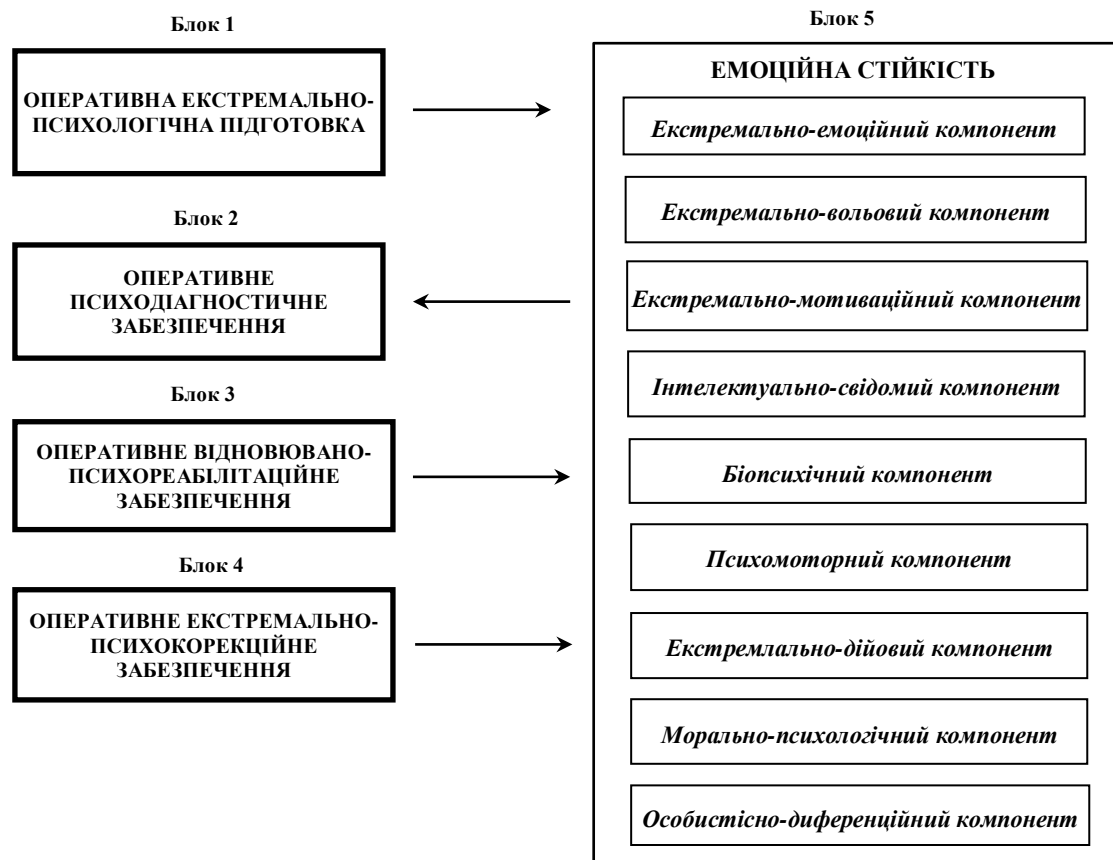 Блок 1
ОПЕРАТИВНА ЕКСТРЕМАЛЬНО-
ПСИХОЛОГІЧНА ПІДГОТОВКА
Блок 2
ОПЕРАТИВНЕ
ПСИХОДІАГНОСТИЧНЕ
ЗАБЕЗПЕЧЕННЯ
Блок 3
ОПЕРАТИВНЕ ВІДНОВЮВАНО-
ПСИХОРЕАБІЛІТАЦІЙНЕ
ЗАБЕЗПЕЧЕННЯ
Блок 4
ОПЕРАТИВНЕ ЕКСТРЕМАЛЬНО-
ПСИХОКОРЕКЦІЙНЕ
ЗАБЕЗПЕЧЕННЯ
Блок 5
ЕМОЦІЙНА СТІЙКІСТЬ
Екстремально-емоційний компонент
Екстремально-вольовий компонент
Екстремально-мотиваційний компонент
Інтелектуально-свідомий компонент
Біопсихічний компонент
Психомоторний компонент
Екстремлально-дійовий компонент
Морально-психологічний компонент
Особистісно-диференційний компонент